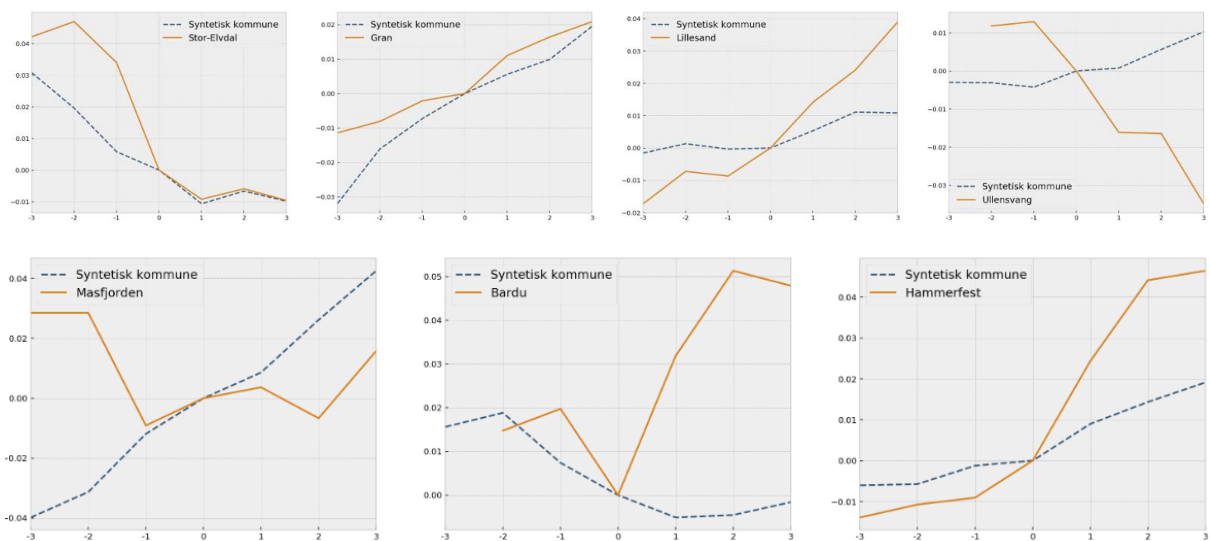 Syntetisk kommune
Stor-Elvdal
0.04
0.03
0.02
0.01
0.00
-0.01
-3 -2 -1 0 1 2 3
Syntetisk kommune
Gran
0.02
0.01
0.00
-0.01
-0.02
-0.03
-3 -2 -1 0 1 2 3
Syntetisk kommune
Lillesand
0.04
0.03
0.02
0.01
0.00
-0.01
-0.02
-3 -2 -1 0 1 2 3
0.01
0.00
-0.01
-0.02
-0.03
Syntetisk kommune
Ullensvang
-3 -2 -1 0 1 2 3
Syntetisk kommune
Masfjorden
0.04
0.02
0.00
-0.02
-0.04
-3 -2 -1 0 1 2 3
Syntetisk kommune
Bardu
0.05
0.04
0.03
0.02
0.01
0.00
-3 -2 -1 0 1 2 3
Syntetisk kommune
Hammerfest
0.04
0.03
0.02
0.01
0.00
-0.01
-3 -2 -1 0 1 2 3